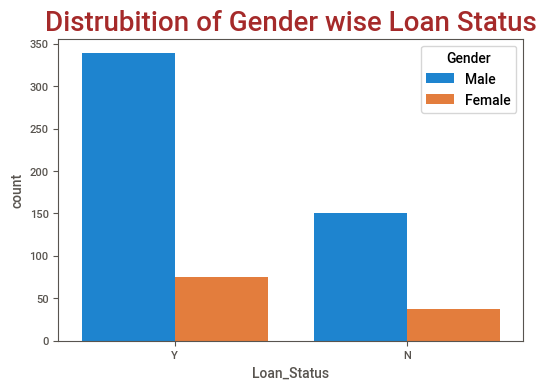 Distrubition of Gender wise Loan Status
350
300
250
200
150
100
50
0
count
Gender
Male
Female
Y N
Loan_Status